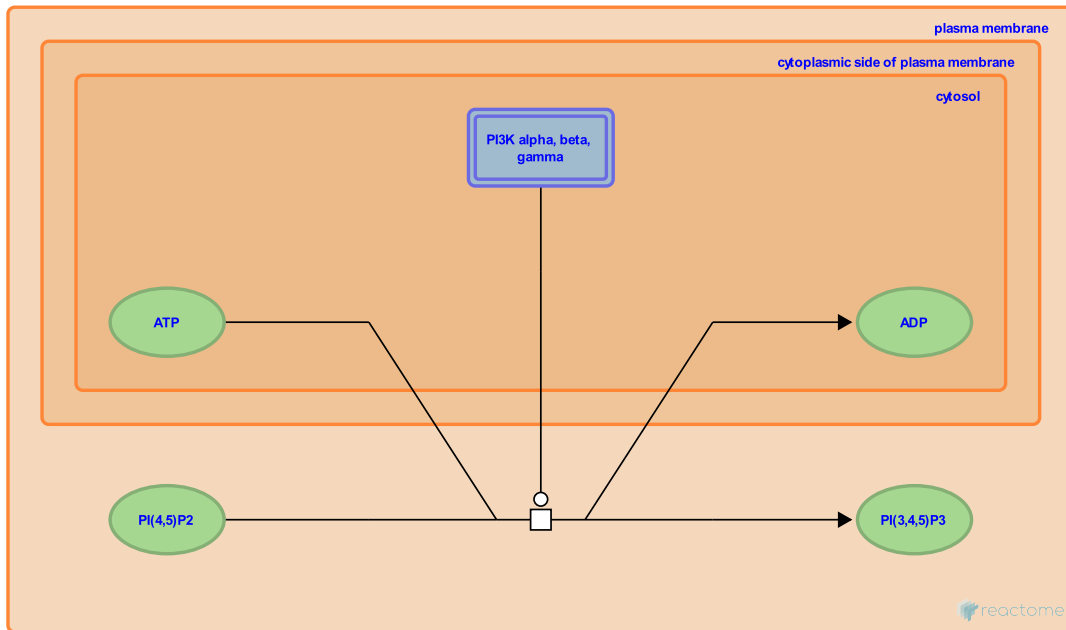 plasma membrane
cytoplasmic side of plasma membrane
cytosol
PI3K alpha, beta,
gamma
ATP
ADP
PI(4,5)P2
PI(3,4,5)P3
reactome